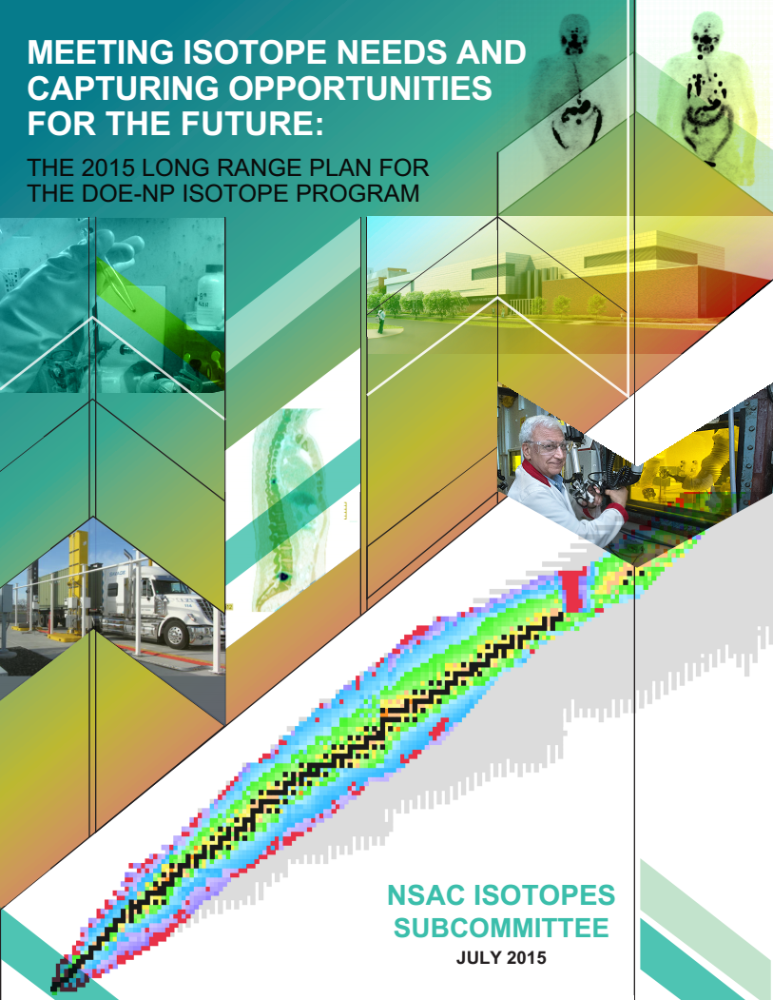 MEETING ISOTOPE NEEDS AND
CAPTURING OPPORTUNITIES
FOR THE FUTURE:
THE 2015 LONG RANGE PLAN FOR
THE DOE-NP ISOTOPE PROGRAM
NSAC ISOTOPES
SUBCOMMITTEE
JULY 2015